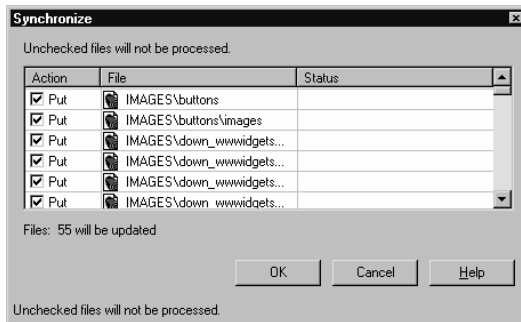 Synchronize
Unchecked files will not be processed.
Action File Status
Put IMAGES\buttons
Put IMAGES\buttons\images
Put IMAGES\down_wwwidgets...
Put IMAGES\down_wwwidgets...
Put IMAGES\down_wwwidgets...
Put IMAGES\down_wwwidgets...
Files: 55 will be updated
OK Cancel Help
Unchecked files will not be processed.